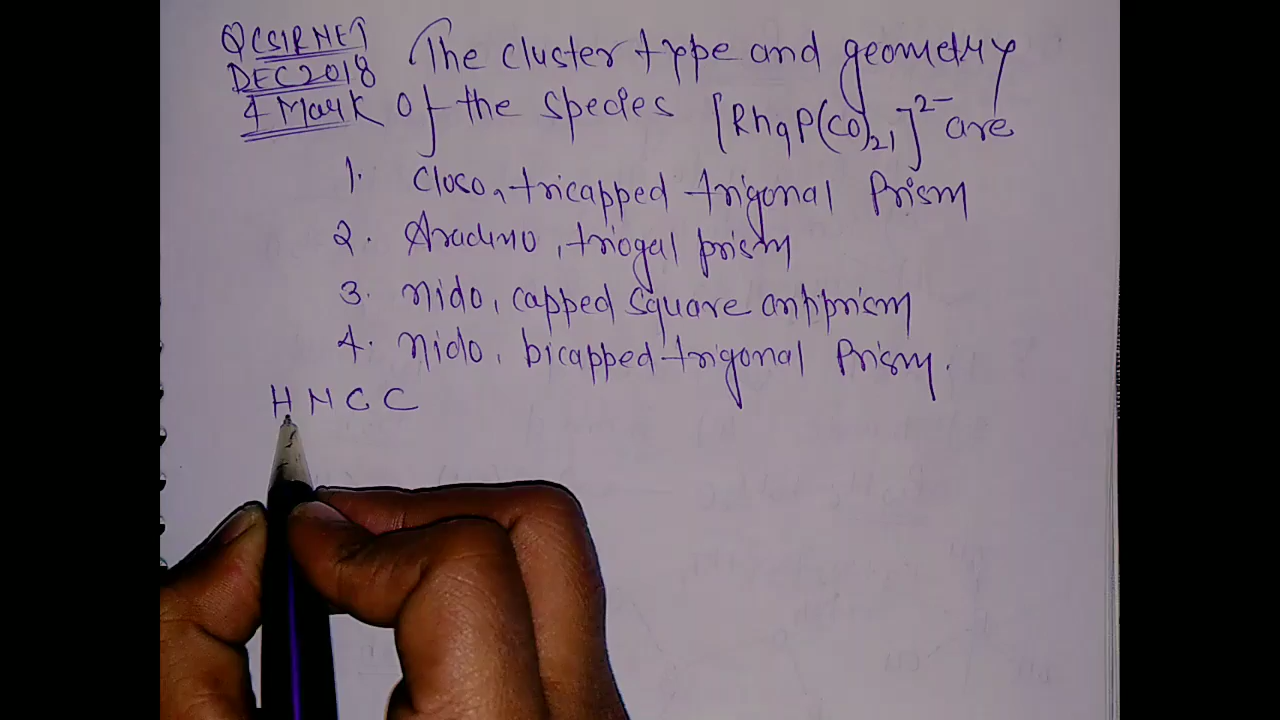 Q CSIR NET The cluster type and geometry
DEC 2018
4 Mark Of the species [Rh9P(CO)21]2- are
1. Closo, tricapped trigonal Prism
2. Arachno, triogal prism
3. nido, capped square antiprism
4. nido, bicapped trigonal Prism.
H N C C